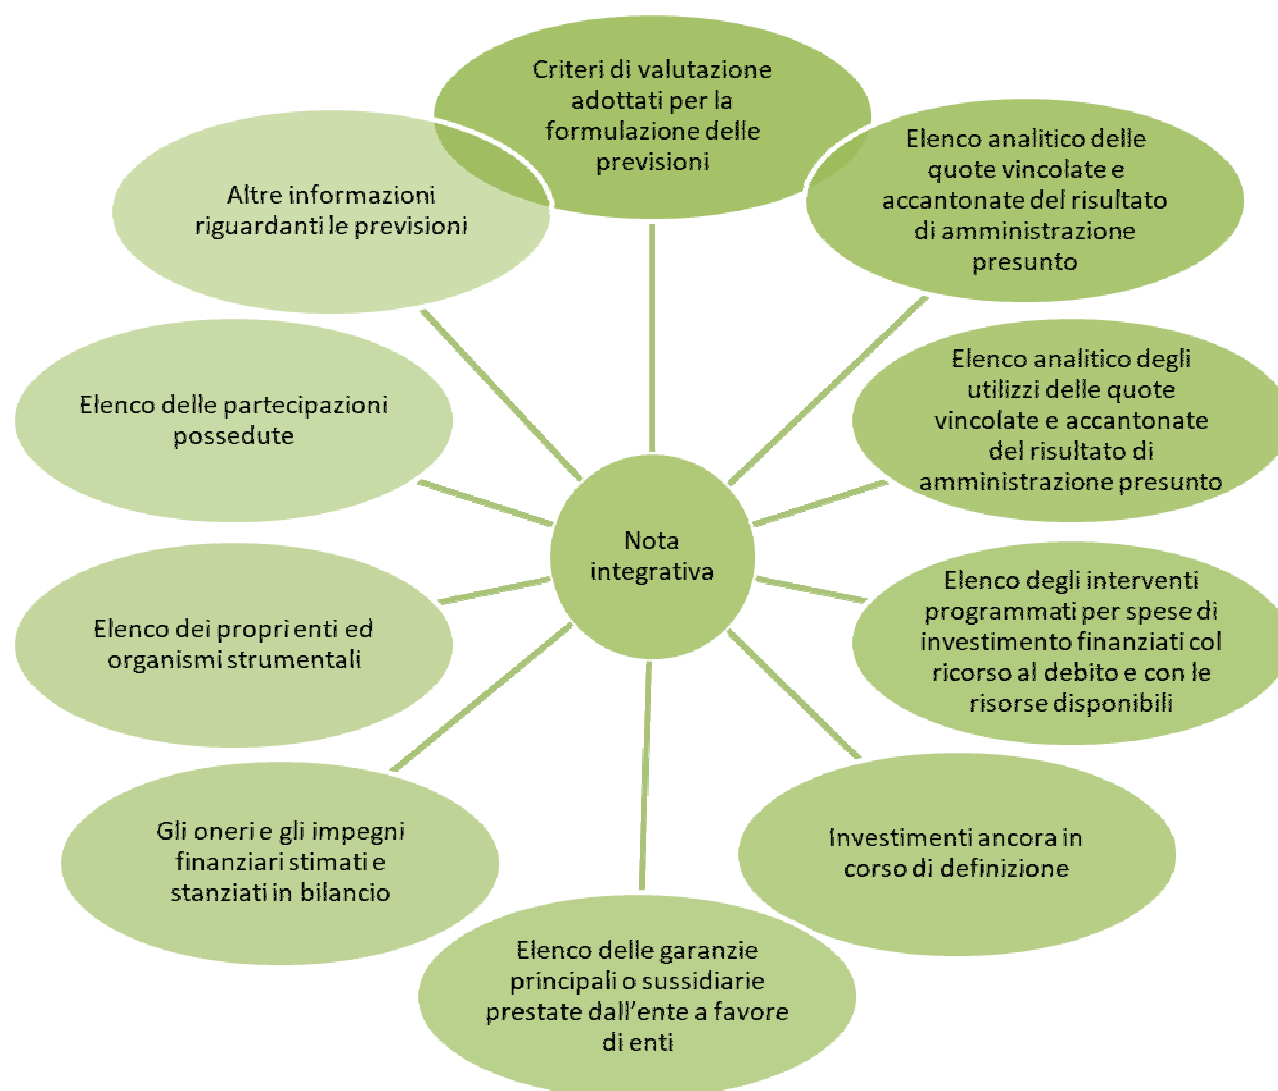 Criteri di valutazione
adottati per la
formulazione delle
previsioni
Elenco analitico delle
quote vincolate e
accantonate del risultato
di amministrazione
presunto
Elenco analitico degli
utilizzi delle quote
vincolate e accantonate
del risultato di
amministrazione presunto
Elenco degli interventi
programmati per spese di
investimento finanziati col
ricorso al debito e con le
risorse disponibili
Investimenti ancora in
corso di definizione
Elenco delle garanzie
principali o sussidiarie
prestate dall'ente a favore
di enti
Gli oneri e gli impegni
finanziari stimati e
stanziati in bilancio
Elenco dei propri enti ed
organismi strumentali
Elenco delle partecipazioni
possedute
Altre informazioni
riguardanti le previsioni
Nota
integrativa